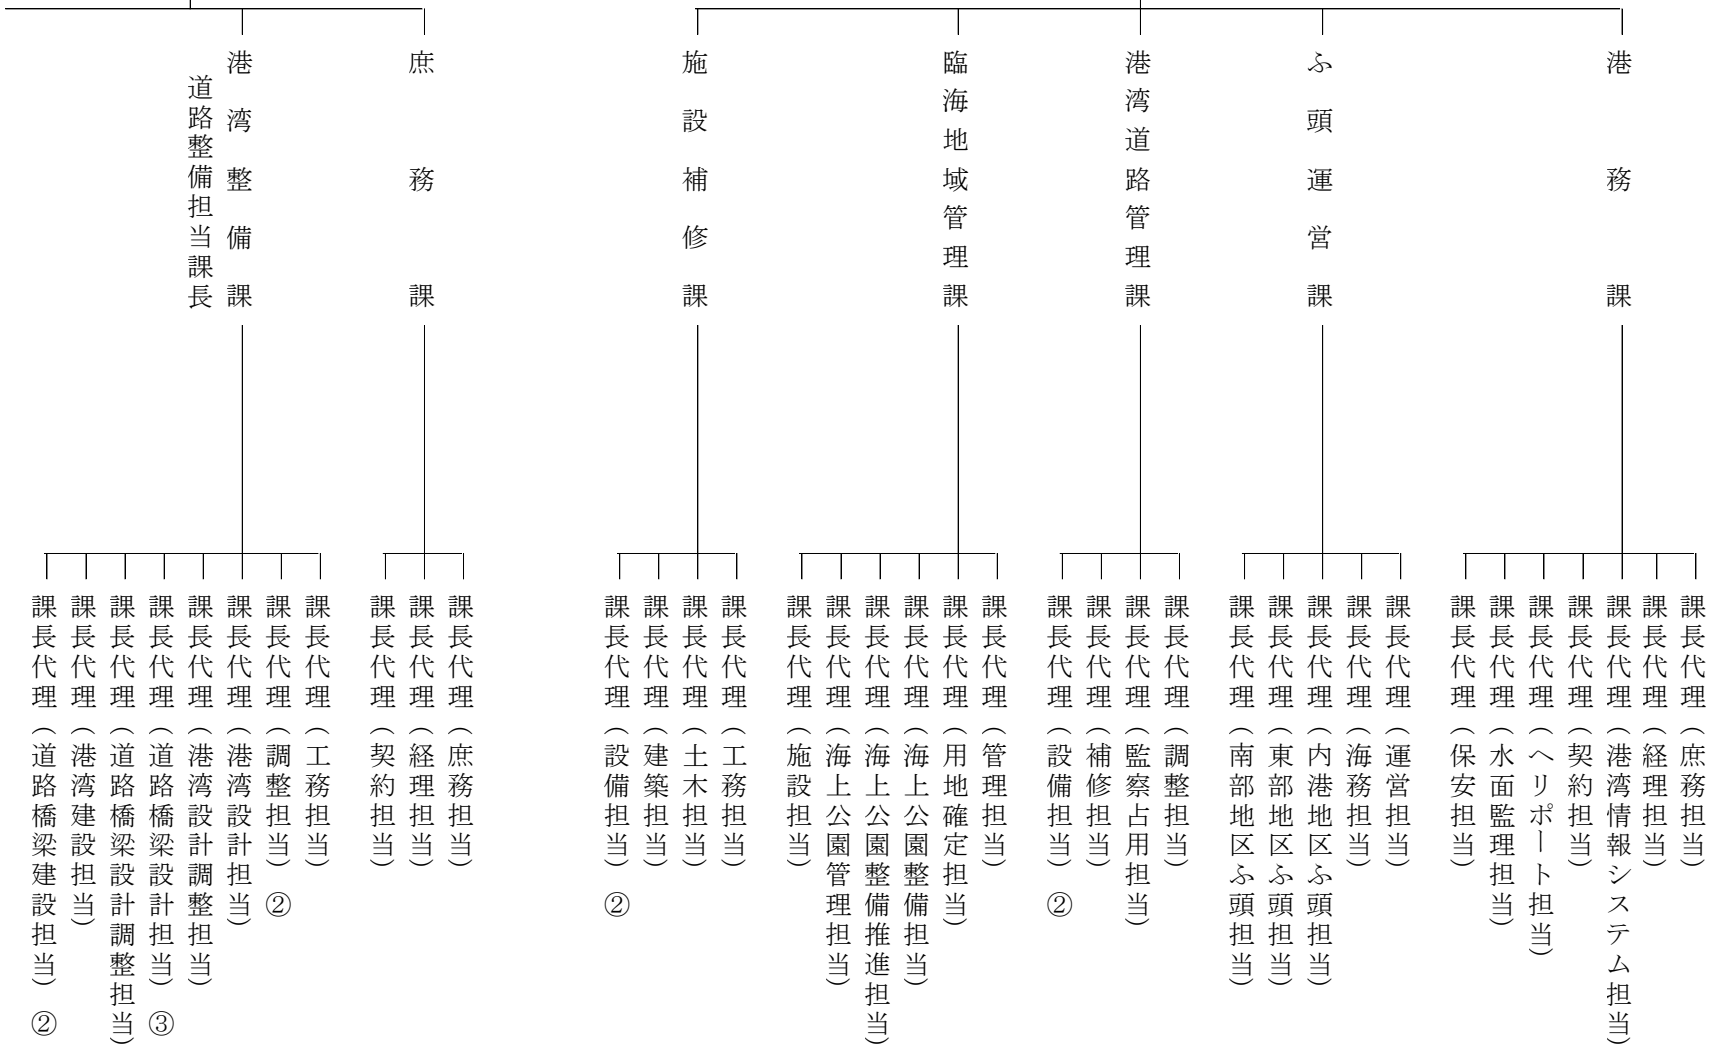 港務課
ふ頭運営課
港湾道路管理課
臨海地域管理課
施設補修課
庶務課
港湾整備課
道路整備担当課長
課長代理（庶務担当）
課長代理（経理担当）
課長代理（港湾情報システム担当）
課長代理（契約担当）
課長代理（ヘリポート担当）
課長代理（水面監理担当）
課長代理（保安担当）
課長代理（運営担当）
課長代理（海務担当）
課長代理（内港地区ふ頭担当）
課長代理（東部地区ふ頭担当）
課長代理（南部地区ふ頭担当）
課長代理（調整担当）
課長代理（監察占用担当）
課長代理（補修担当）
課長代理（設備担当）②
課長代理（管理担当）
課長代理（用地確定担当）
課長代理（海上公園整備担当）
課長代理（海上公園整備推進担当）
課長代理（海上公園管理担当）
課長代理（施設担当）
課長代理（工務担当）
課長代理（土木担当）
課長代理（建築担当）
課長代理（設備担当）②
課長代理（庶務担当）
課長代理（経理担当）
課長代理（契約担当）
課長代理（工務担当）
課長代理（調整担当）②
課長代理（港湾設計担当）
課長代理（港湾設計調整担当）
課長代理（道路橋梁設計担当）③
課長代理（道路橋梁設計調整担当）
課長代理（港湾建設担当）
課長代理（道路橋梁建設担当）②